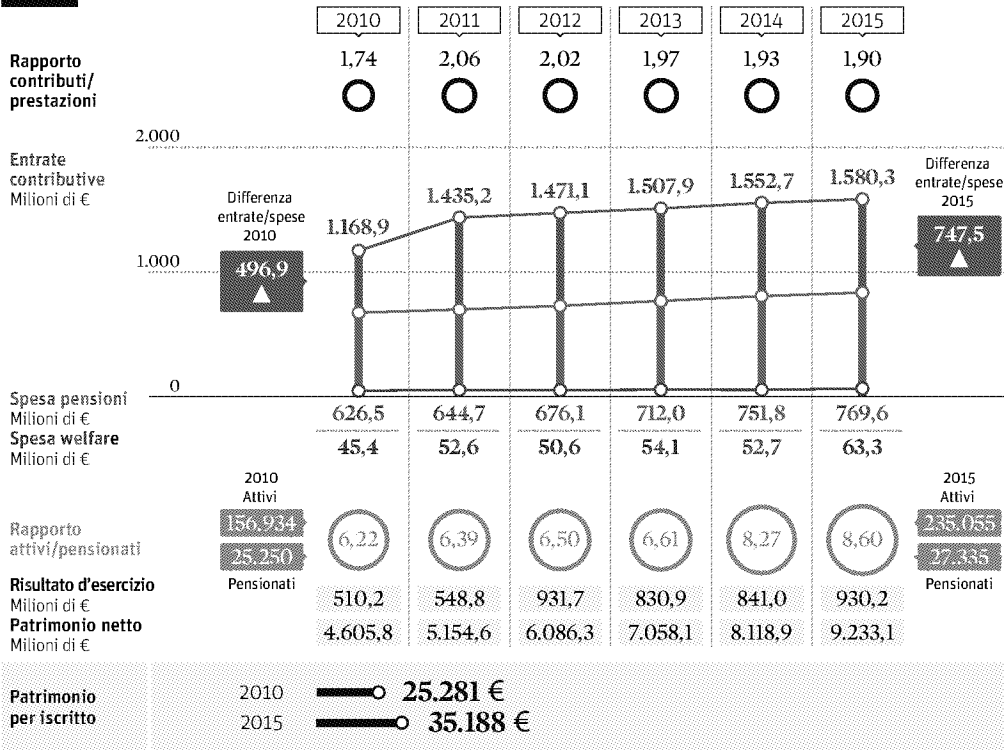 2010 2011 2012 2013 2014 2015
Rapporto
contributi/
prestazioni
1,74 2,06 2,02 1,97 1,93 1,90
2.000
Entrate
contributive
Milioni di €
Differenza
entrate/spese
2010
496,9
1.168,9 1.435,2 1.471,1 1.507,9 1.552,7 1.580,3
Differenza
entrate/spese
2015
747,5
1.000
0
Spesa pensioni
Milioni di €
626,5 644,7 676,1 712,0 751,8 769,6
Spesa welfare
Milioni di €
45,4 52,6 50,6 54,1 52,7 63,3
2010
Attivi
156.934
25.250
Pensionati
Rapporto
attivi/pensionati
6,22 6,39 6,50 6,61 8,27 8,60
2015
Attivi
235.055
27.335
Pensionati
Risultato d'esercizio
Milioni di €
510,2 548,8 931,7 830,9 841,0 930,2
Patrimonio netto
Milioni di €
4.605,8 5.154,6 6.086,3 7.058,1 8.118,9 9.233,1
Patrimonio
per iscritto
2010 25.281 €
2015 35.188 €